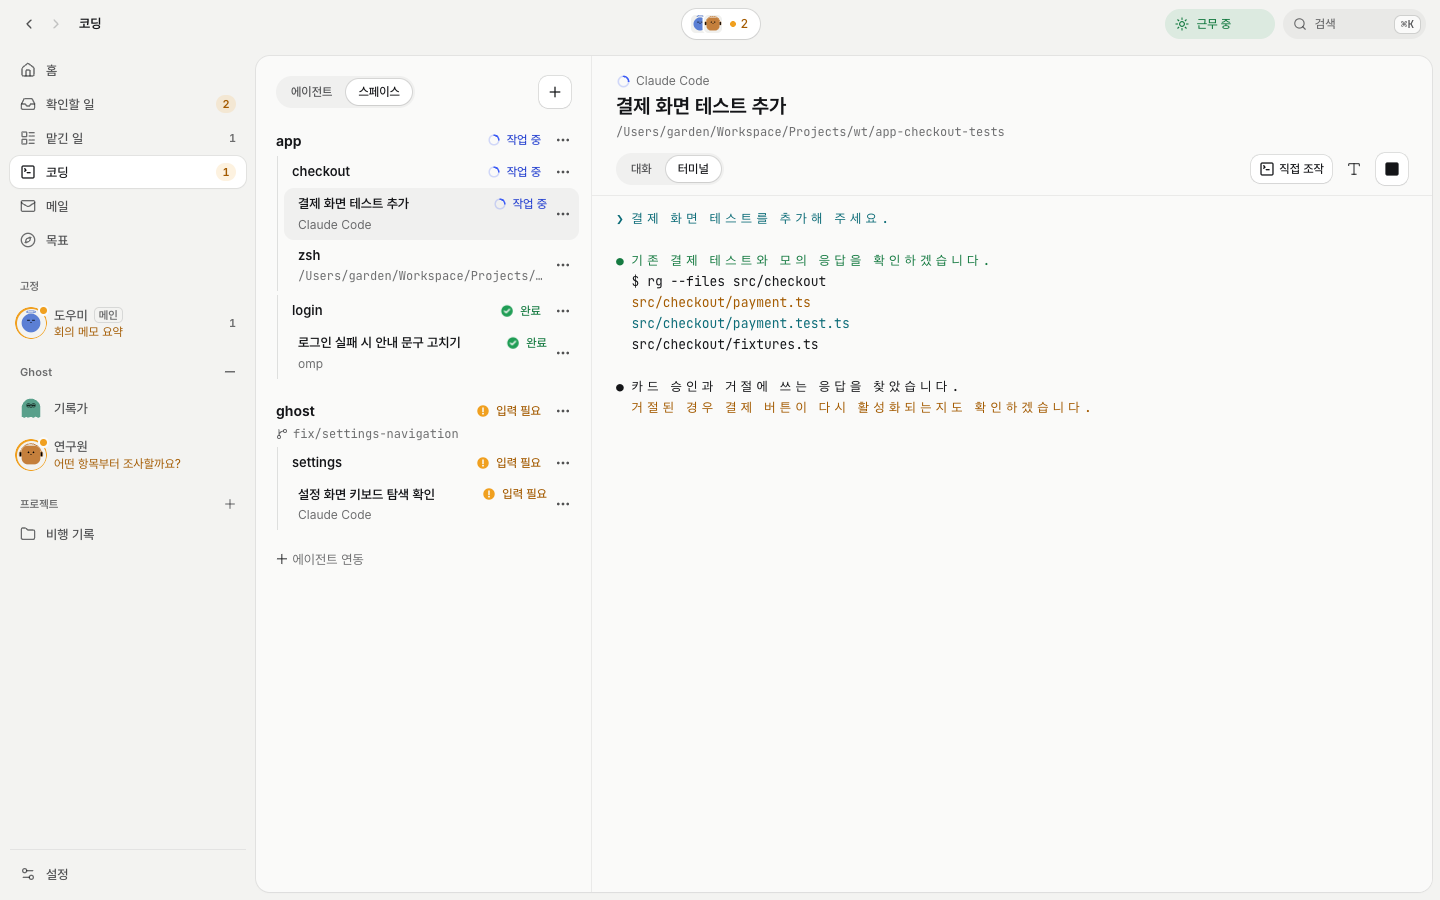 코딩
2
근무 중
검색
⌘K
홈
확인할 일
2
맡긴 일
1
코딩
1
메일
목표
고정
도우미
메인
회의 메모 요약
1
Ghost
기록가
연구원
어떤 항목부터 조사할까요?
프로젝트
비행 기록
설정
에이전트
스페이스
app
작업 중
checkout
작업 중
결제 화면 테스트 추가
작업 중
Claude Code
zsh
/Users/garden/Workspace/Projects/…
login
완료
로그인 실패 시 안내 문구 고치기
완료
omp
ghost
입력 필요
fix/settings-navigation
settings
입력 필요
설정 화면 키보드 탐색 확인
입력 필요
Claude Code
에이전트 연동
Claude Code
결제 화면 테스트 추가
/Users/garden/Workspace/Projects/wt/app-checkout-tests
대화
터미널
직접 조작
❯ 결제 화면 테스트를 추가해 주세요.
● 기존 결제 테스트와 모의 응답을 확인하겠습니다.
$ rg --files src/checkout
src/checkout/payment.ts
src/checkout/payment.test.ts
src/checkout/fixtures.ts
● 카드 승인과 거절에 쓰는 응답을 찾았습니다.
거절된 경우 결제 버튼이 다시 활성화되는지도 확인하겠습니다.